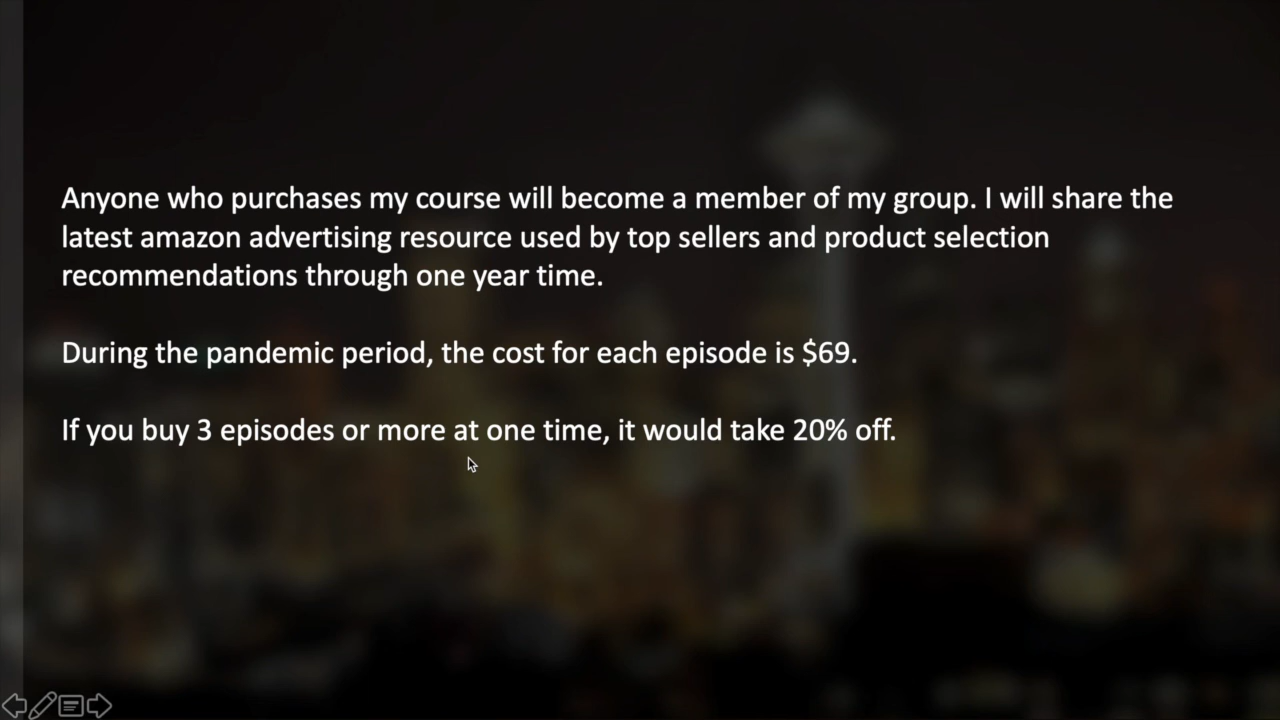 Anyone who purchases my course will become a member of my group. I will share the
latest amazon advertising resource used by top sellers and product selection
recommendations through one year time.
During the pandemic period, the cost for each episode is $69.
If you buy 3 episodes or more at one time, it would take 20% off.